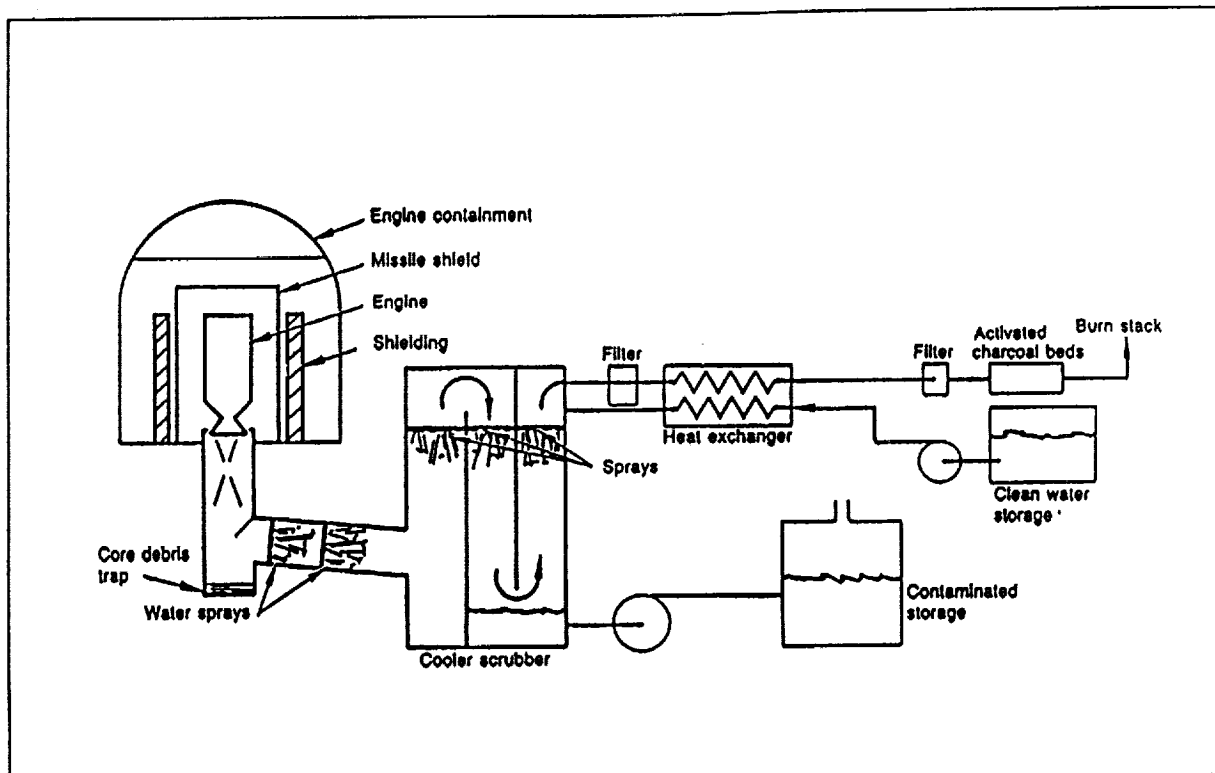 Engine containment
Missile shield
Engine
Shielding
Filter
Heat exchanger
Filter
Activated
charcoal beds
Burn stack
Sprays
Clean water
storage
Core debris
trap
Water sprays
Cooler scrubber
Contaminated
storage